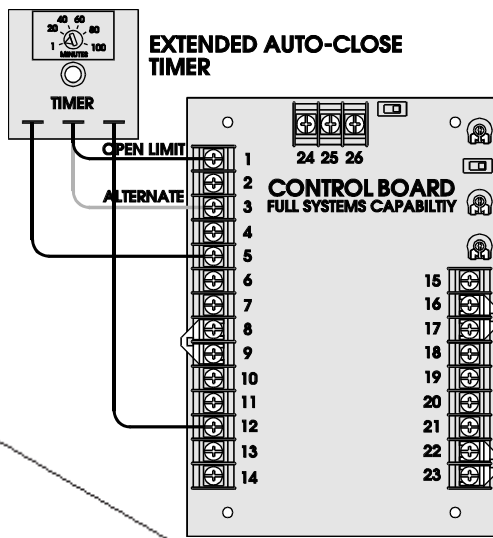 40 60
20 80
1 100
MINUTES
TIMER
EXTENDED AUTO-CLOSE
TIMER
OPEN LIMIT
ALTERNATE
24 25 26
CONTROL BOARD
FULL SYSTEMS CAPABILTIY
1
2
3
4
5
6
7
8
9
10
11
12
13
14
15
16
17
18
19
20
21
22
23